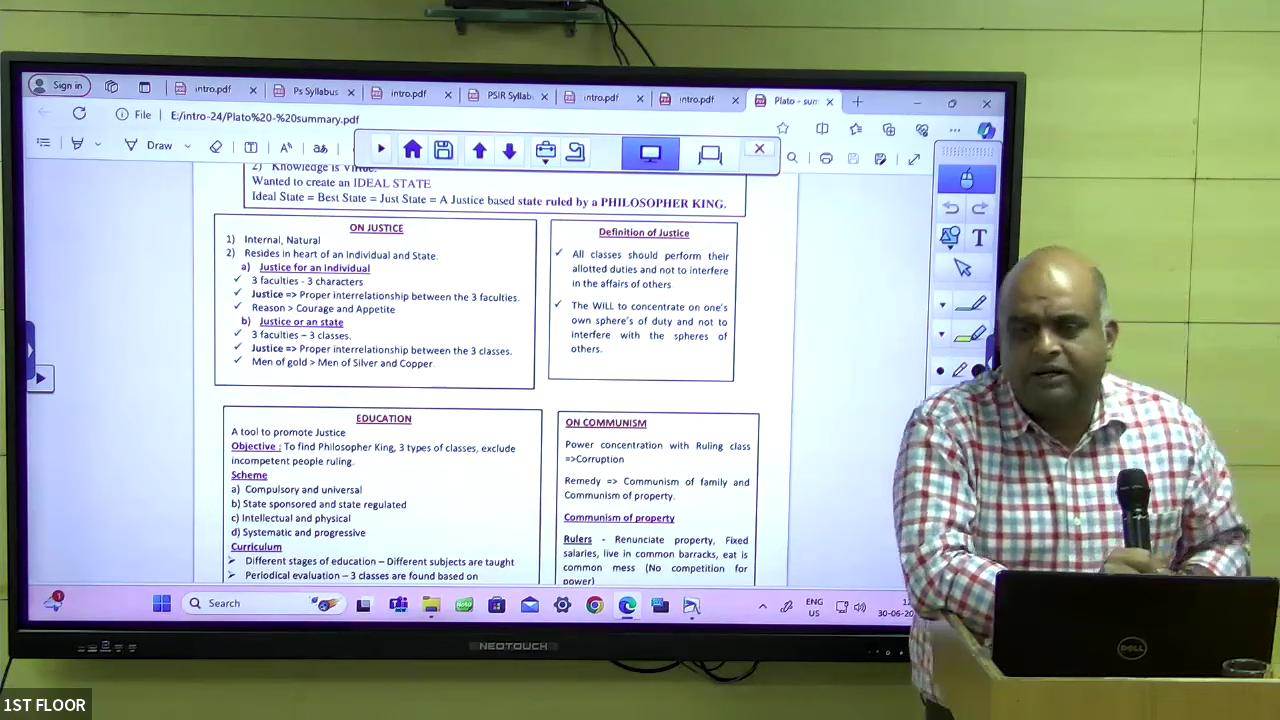 Sign in
intro.pdf
Ps Syllabus
intro.pdf
PSIR Syllab
intro.pdf
intro.pdf
Plato - sum
File
E:/intro-24/Plato%20-%20summary.pdf
Draw
2) Knowledge is Virtue.
Wanted to create an IDEAL STATE
Ideal State = Best State = Just State = A Justice based state ruled by a PHILOSOPHER KING.
ON JUSTICE
1) Internal, Natural
2) Resides in heart of an Individual and State.
a) Justice for an Individual
✓ 3 faculties - 3 characters
✓ Justice => Proper interrelationship between the 3 faculties.
✓ Reason > Courage and Appetite
b) Justice or an state
✓ 3 faculties – 3 classes.
✓ Justice => Proper interrelationship between the 3 classes.
✓ Men of gold > Men of Silver and Copper.
Definition of Justice
✓ All classes should perform their
allotted duties and not to interfere
in the affairs of others
✓ The WILL to concentrate on one's
own sphere's of duty and not to
interfere with the spheres of
others.
EDUCATION
A tool to promote Justice
Objective : To find Philosopher King, 3 types of classes, exclude
incompetent people ruling.
Scheme
a) Compulsory and universal
b) State sponsored and state regulated
c) Intellectual and physical
d) Systematic and progressive
Curriculum
➢ Different stages of education – Different subjects are taught
➢ Periodical evaluation – 3 classes are found based on
ON COMMUNISM
Power concentration with Ruling class
=>Corruption
Remedy => Communism of family and
Communism of property.
Communism of property
Rulers - Renunciate property, Fixed
salaries, live in common barracks, eat is
common mess (No competition for
power)
1
Search
ENG
US
30-06-20
NEOTOUCH
DELL
1ST FLOOR